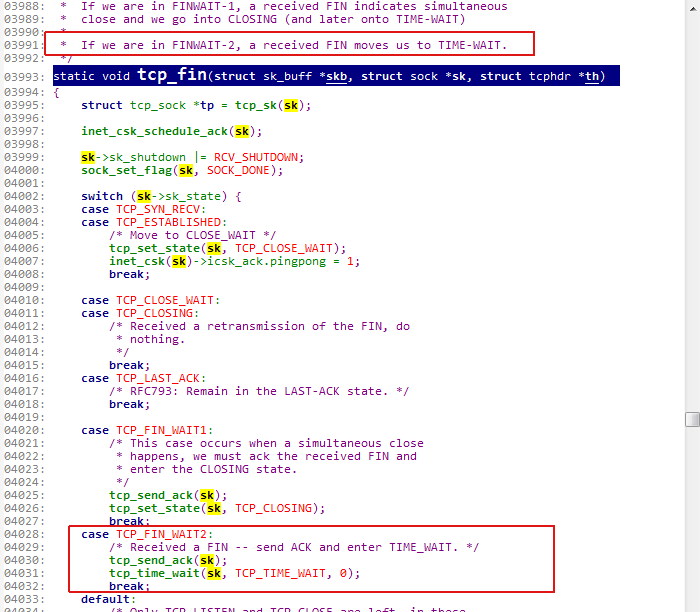 03988:  *  If we are in FINWAIT-1, a received FIN indicates simultaneous
03989:  *  close and we go into CLOSING (and later onto TIME-WAIT)
03990:  *
03991:  *  If we are in FINWAIT-2, a received FIN moves us to TIME-WAIT.
03992:  */
03993: static void tcp_fin(struct sk_buff *skb, struct sock *sk, struct tcphdr *th)
03994: {
03995:     struct tcp_sock *tp = tcp_sk(sk);
03996:
03997:     inet_csk_schedule_ack(sk);
03998:
03999:     sk->sk_shutdown |= RCV_SHUTDOWN;
04000:     sock_set_flag(sk, SOCK_DONE);
04001:
04002:     switch (sk->sk_state) {
04003:     case TCP_SYN_RECV:
04004:     case TCP_ESTABLISHED:
04005:         /* Move to CLOSE_WAIT */
04006:         tcp_set_state(sk, TCP_CLOSE_WAIT);
04007:         inet_csk(sk)->icsk_ack.pingpong = 1;
04008:         break;
04009:
04010:     case TCP_CLOSE_WAIT:
04011:     case TCP_CLOSING:
04012:         /* Received a retransmission of the FIN, do
04013:          * nothing.
04014:          */
04015:         break;
04016:     case TCP_LAST_ACK:
04017:         /* RFC793: Remain in the LAST-ACK state. */
04018:         break;
04019:
04020:     case TCP_FIN_WAIT1:
04021:         /* This case occurs when a simultaneous close
04022:          * happens, we must ack the received FIN and
04023:          * enter the CLOSING state.
04024:          */
04025:         tcp_send_ack(sk);
04026:         tcp_set_state(sk, TCP_CLOSING);
04027:         break;
04028:     case TCP_FIN_WAIT2:
04029:         /* Received a FIN -- send ACK and enter TIME_WAIT. */
04030:         tcp_send_ack(sk);
04031:         tcp_time_wait(sk, TCP_TIME_WAIT, 0);
04032:         break;
04033:     default:
04034:         /* Only TCP_LISTEN and TCP_CLOSE are left, in these